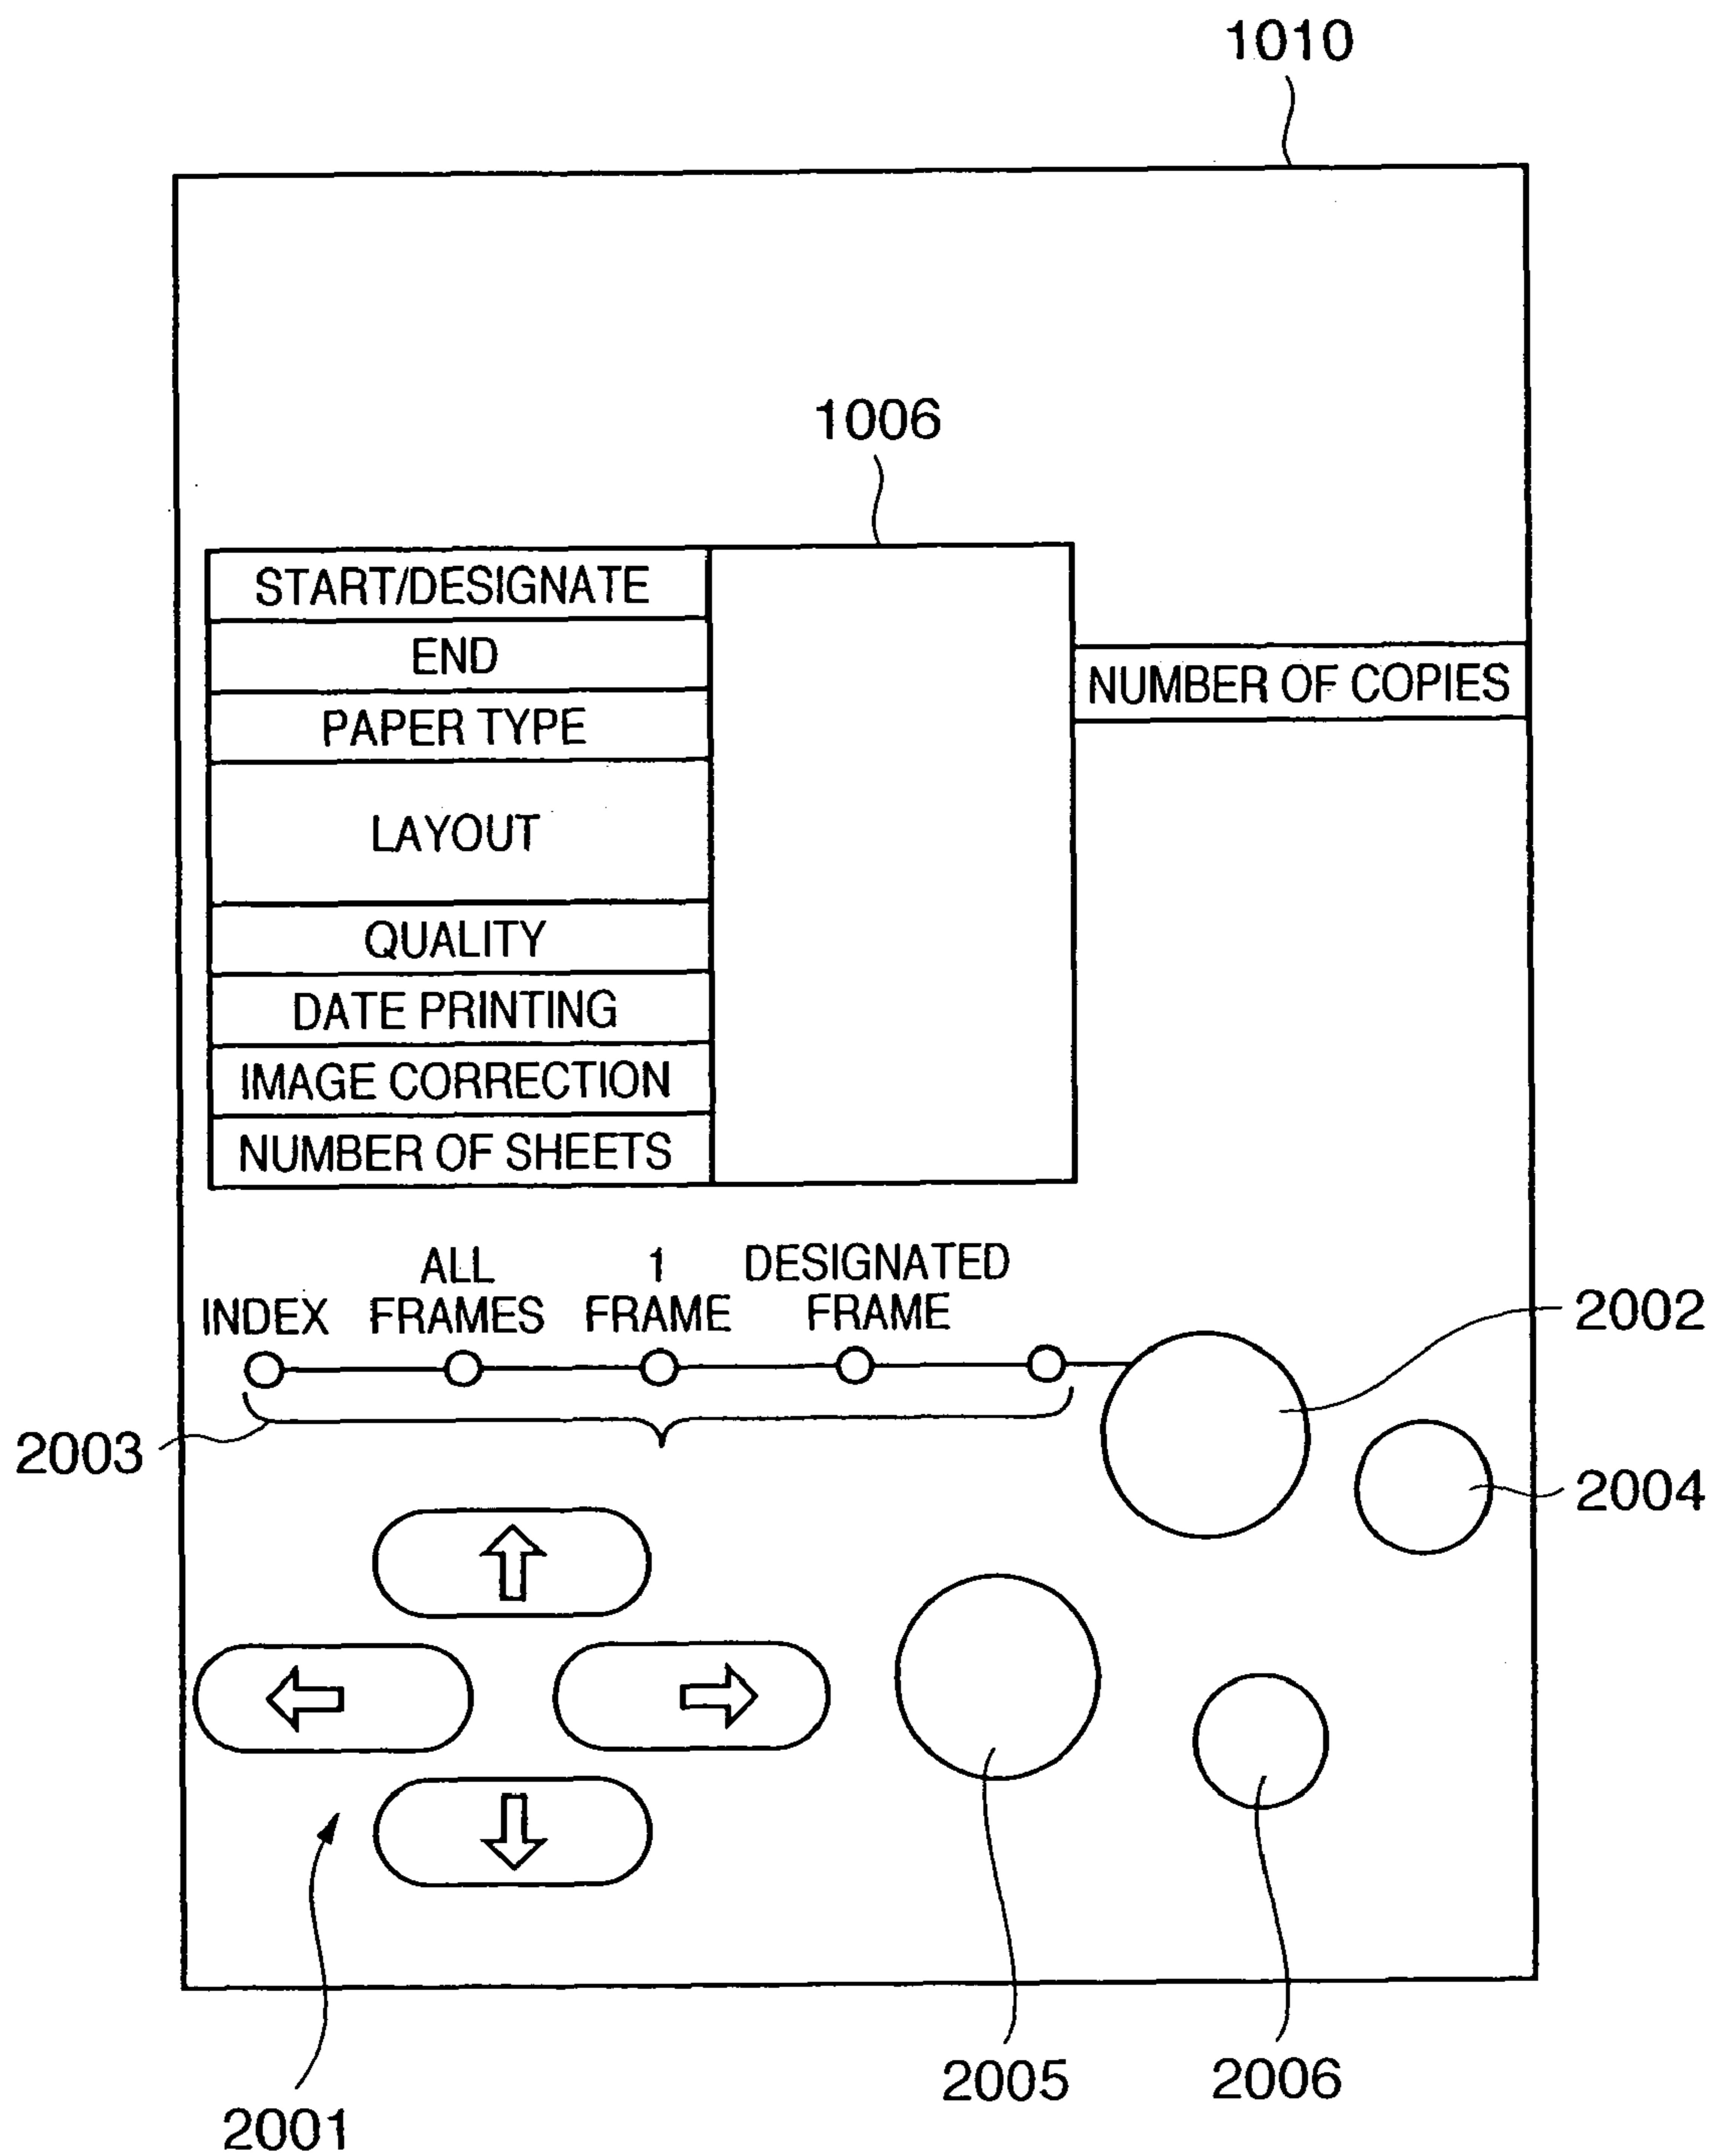 1010
1006
START/DESIGNATE
END
PAPER TYPE
LAYOUT
QUALITY
DATE PRINTING
IMAGE CORRECTION
NUMBER OF SHEETS
NUMBER OF COPIES
INDEX
ALL
FRAMES
1
FRAME
DESIGNATED
FRAME
2002
2003
2004
2005
2006
2001